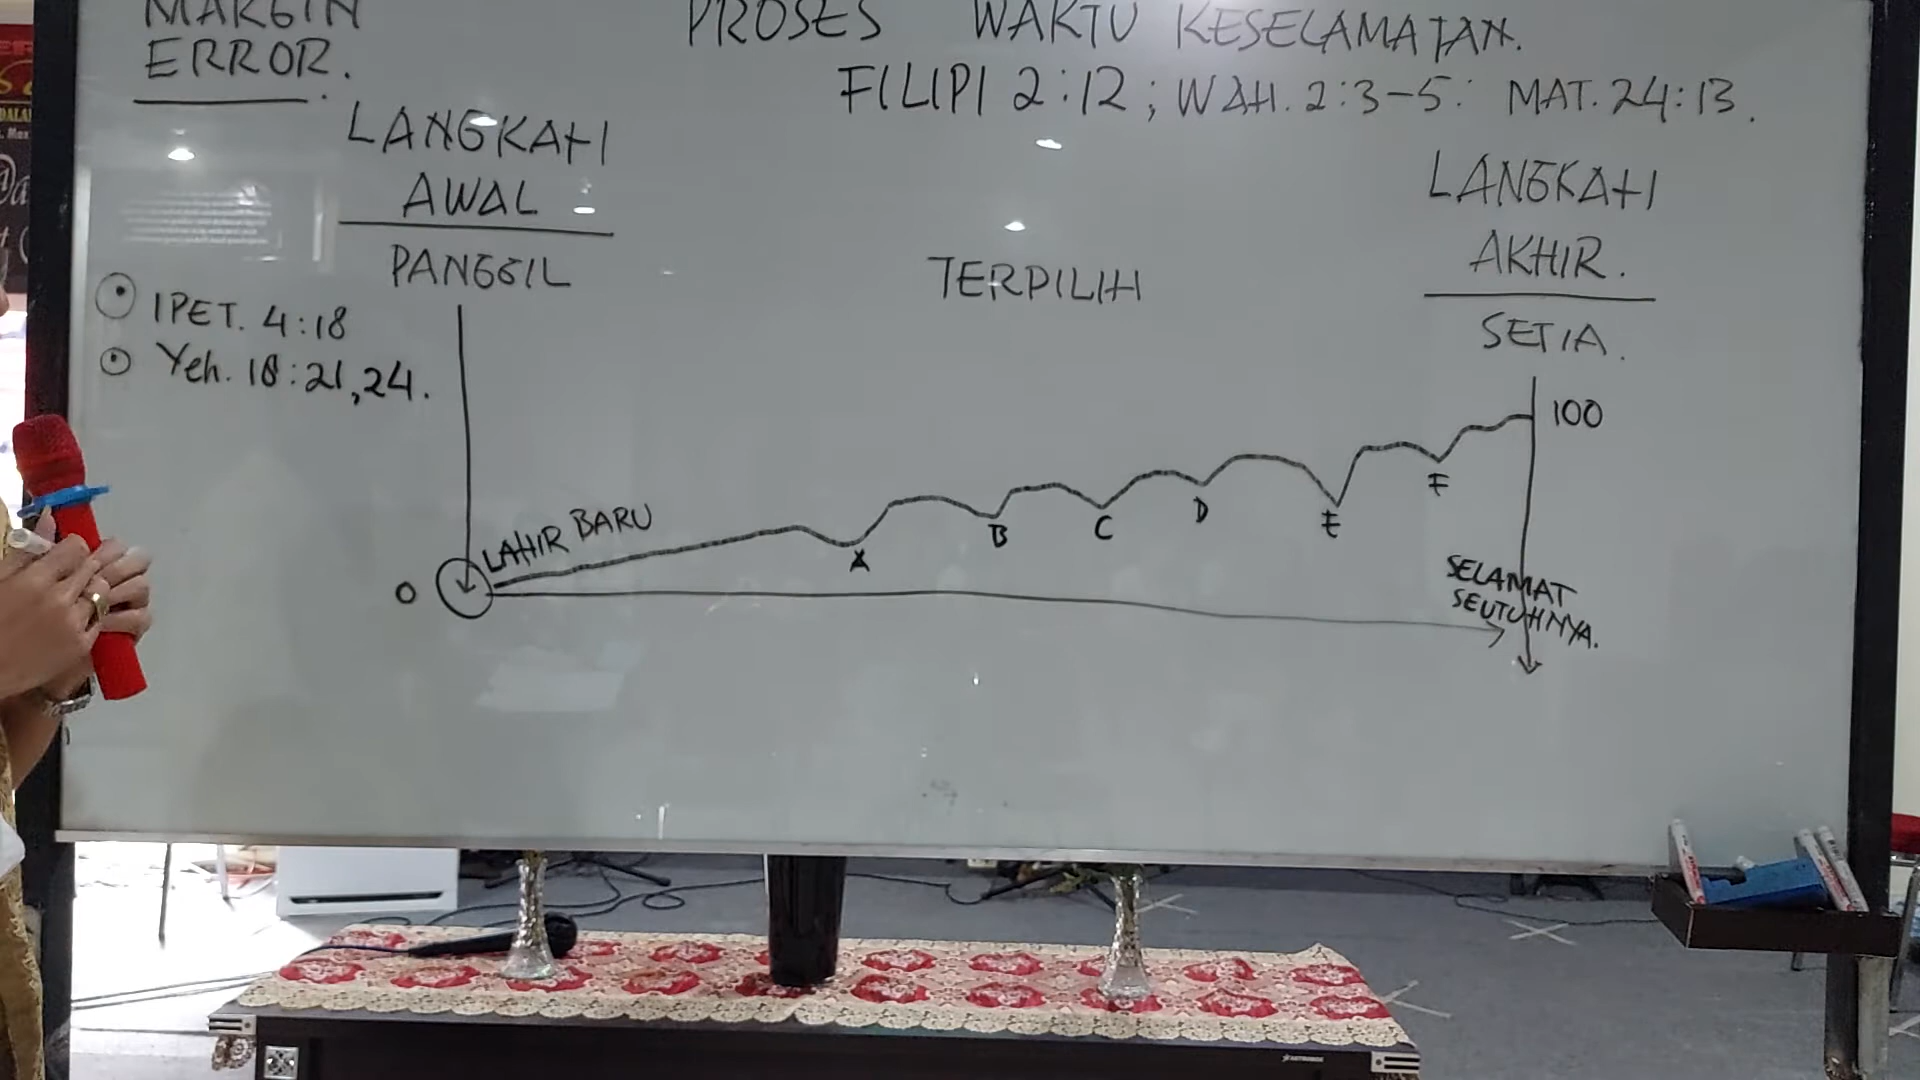 MARGIN
ERROR.
PROSES WAKTU KESELAMATAN.
FILIPI 2:12; WAH. 2:3-5: MAT. 24:13.
LANGKAH
AWAL
PANGGIL
TERPILIH
LANGKAH
AKHIR.
SETIA.
1PET. 4:18
Yeh. 18:21,24.
100
LAHIR BARU
A
B
C
D
E
F
0
SELAMAT
SEUTUHNYA.